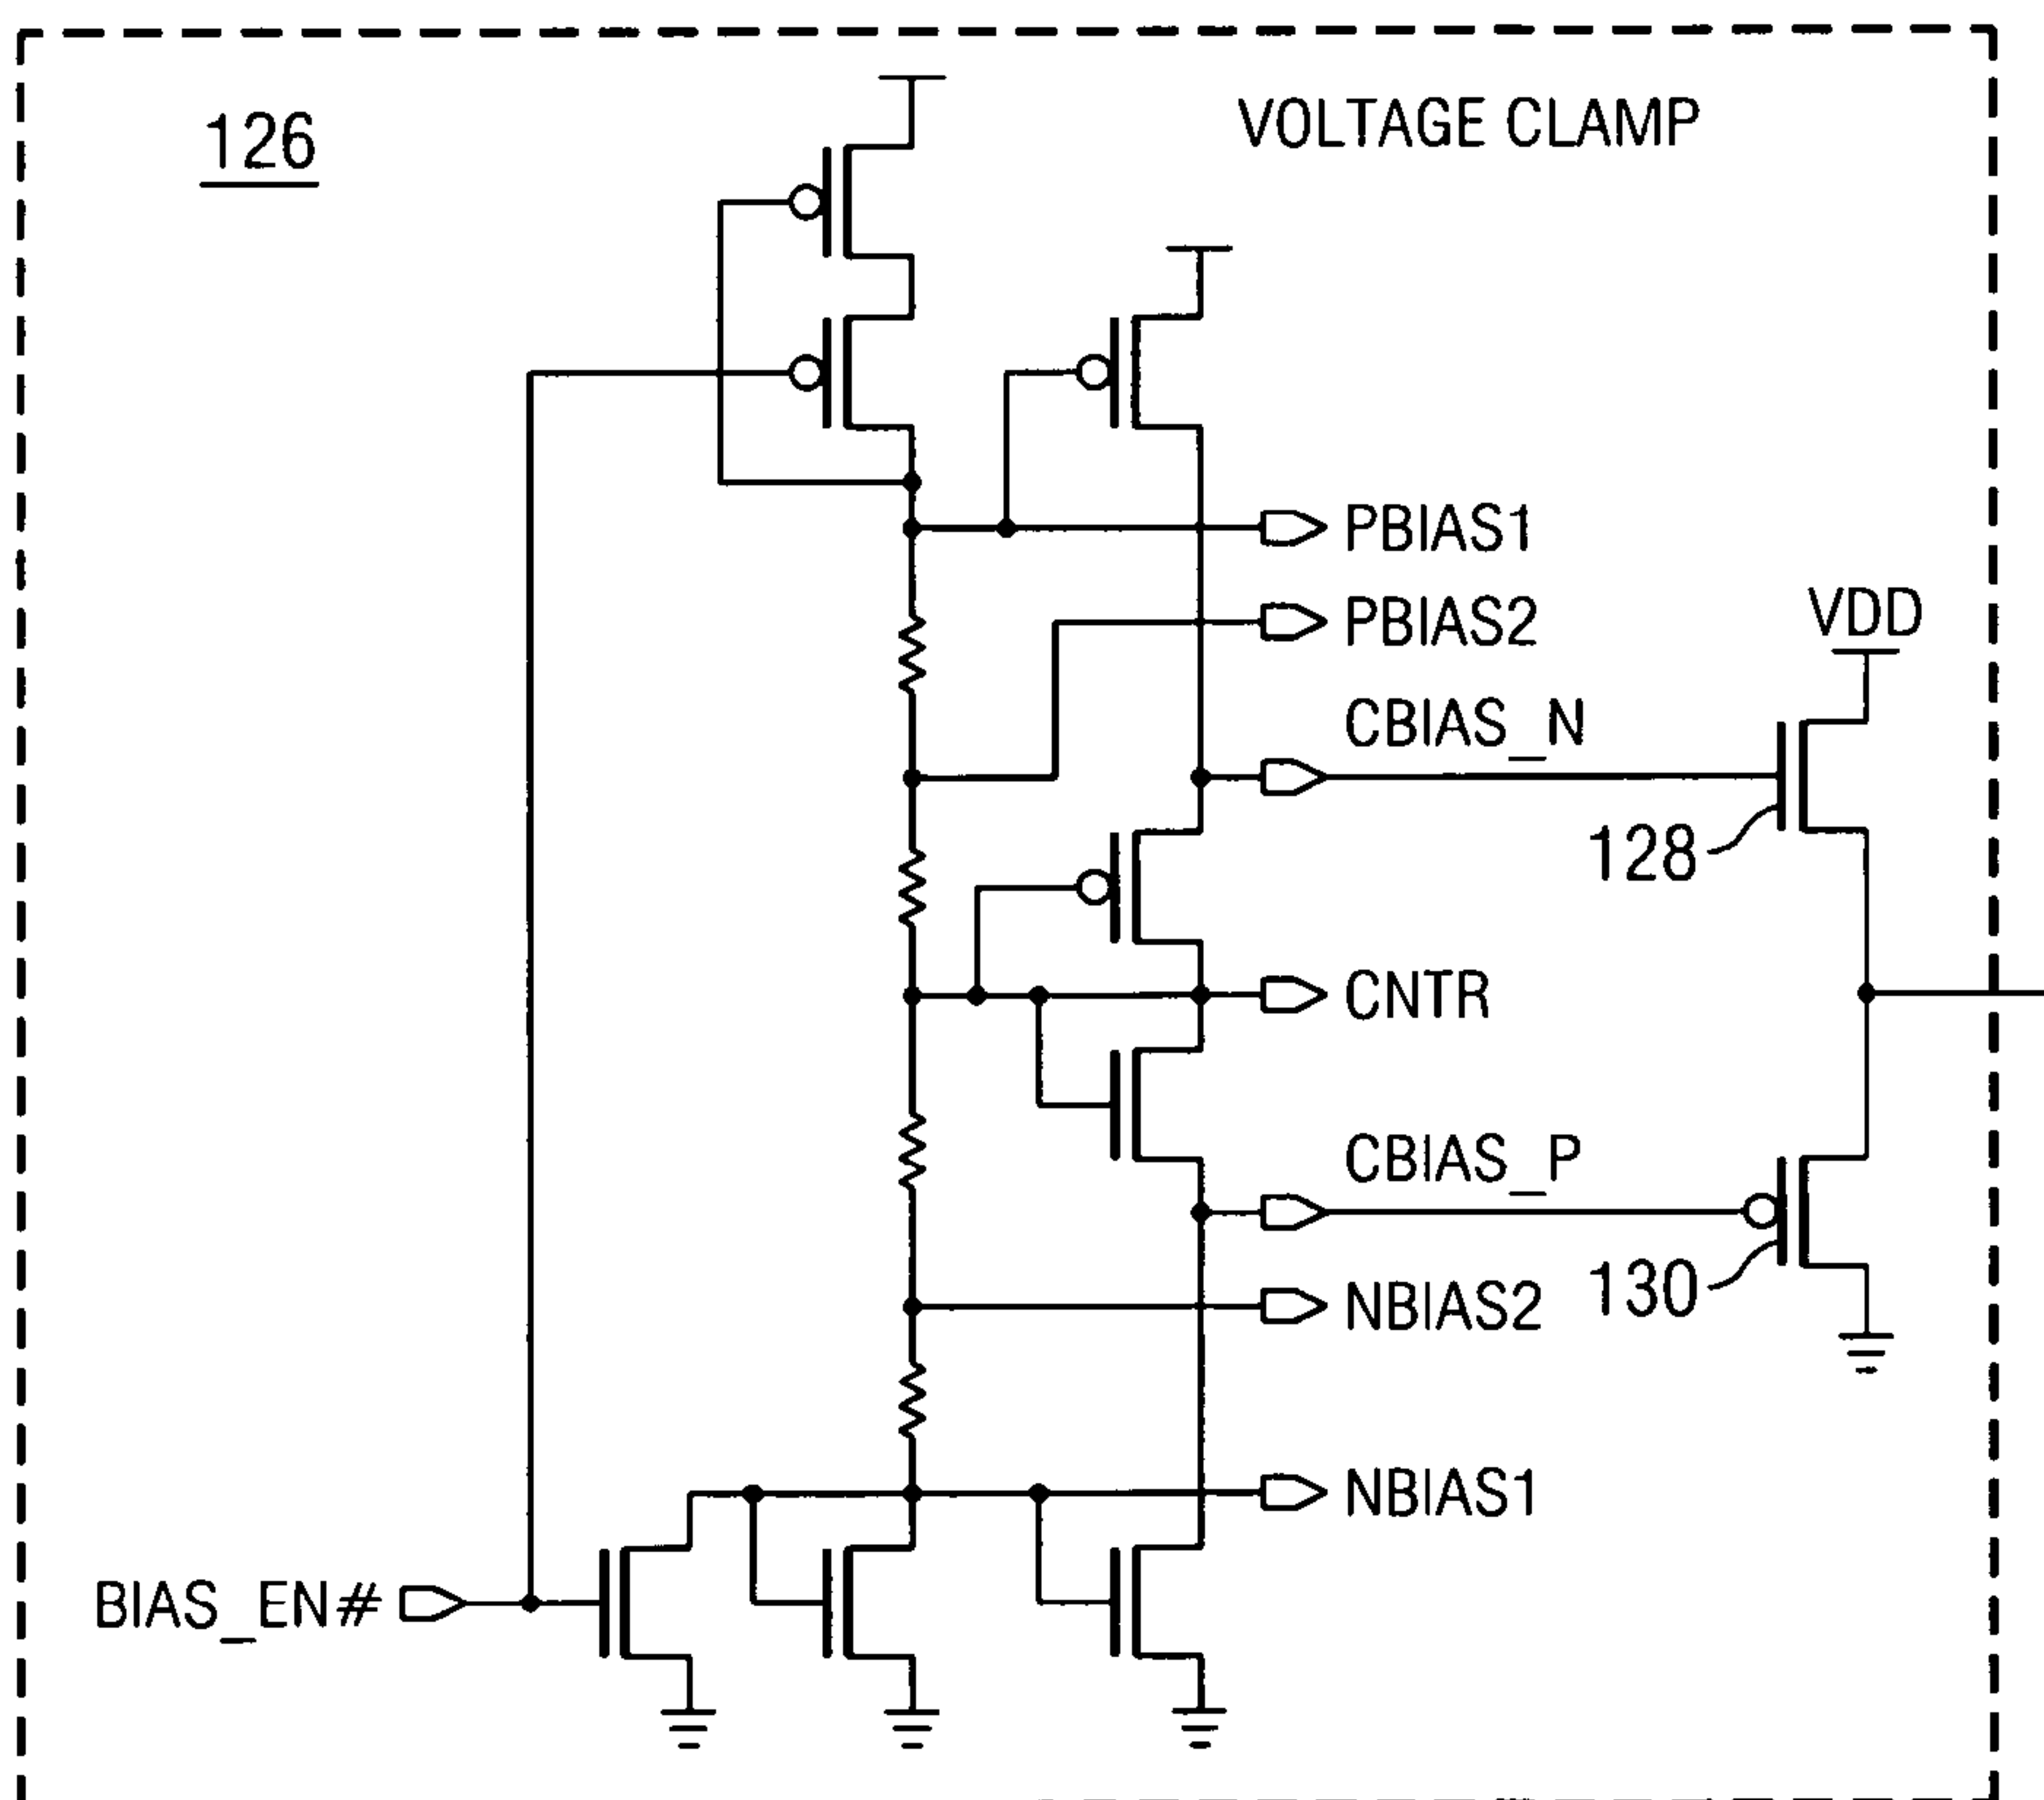 126
VOLTAGE CLAMP
PBIAS1
PBIAS2
VDD
CBIAS_N
128
CNTR
CBIAS_P
130
NBIAS2
NBIAS1
BIAS_EN#